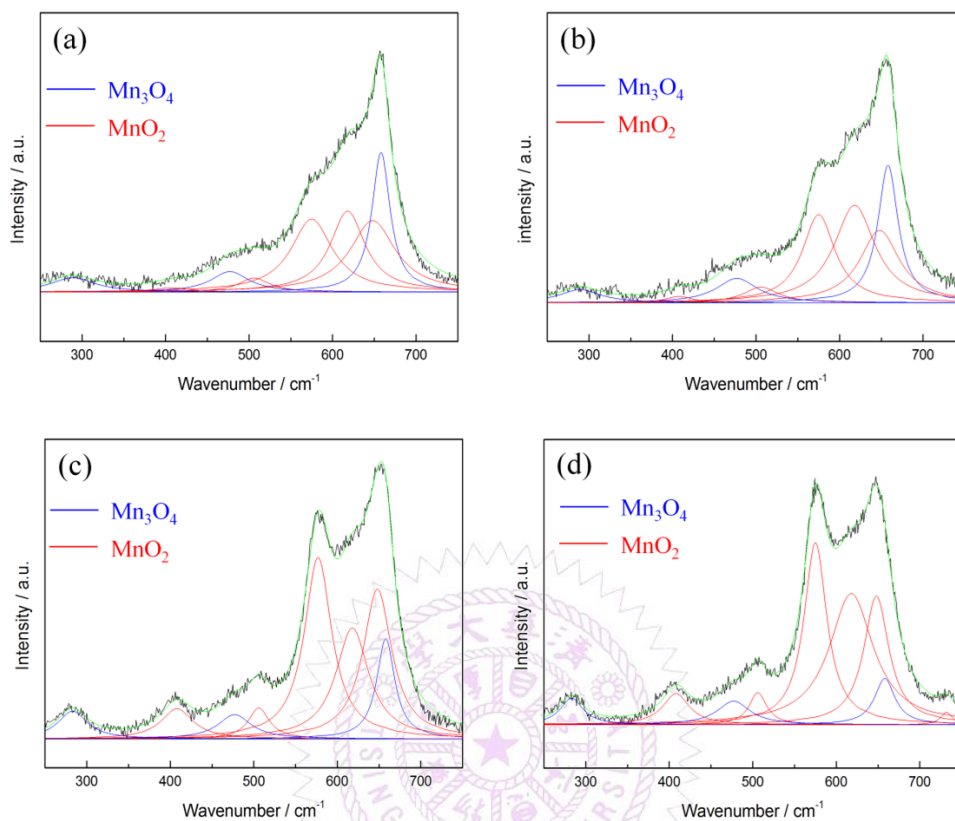 (a)
Mn₃O₄
MnO₂
Intensity / a.u.
300 400 500 600 700
Wavenumber / cm⁻¹
(b)
Mn₃O₄
MnO₂
intensity / a.u.
300 400 500 600 700
Wavenumber / cm⁻¹
(c)
Mn₃O₄
MnO₂
Intensity / a.u.
300 400 500 600 700
Wavenumber / cm⁻¹
(d)
Mn₃O₄
MnO₂
Intensity / a.u.
300 400 500 600 700
Wavenumber / cm⁻¹